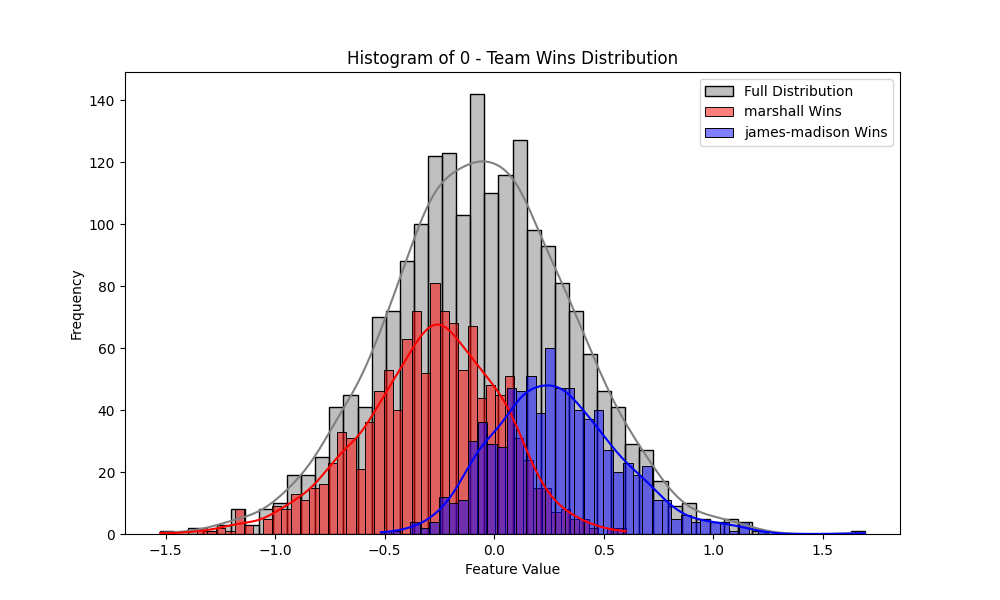 Histogram of 0 - Team Wins Distribution
Full Distribution
marshall Wins
james-madison Wins
Frequency
140
120
100
80
60
40
20
0
−1.5 −1.0 −0.5 0.0 0.5 1.0 1.5
Feature Value